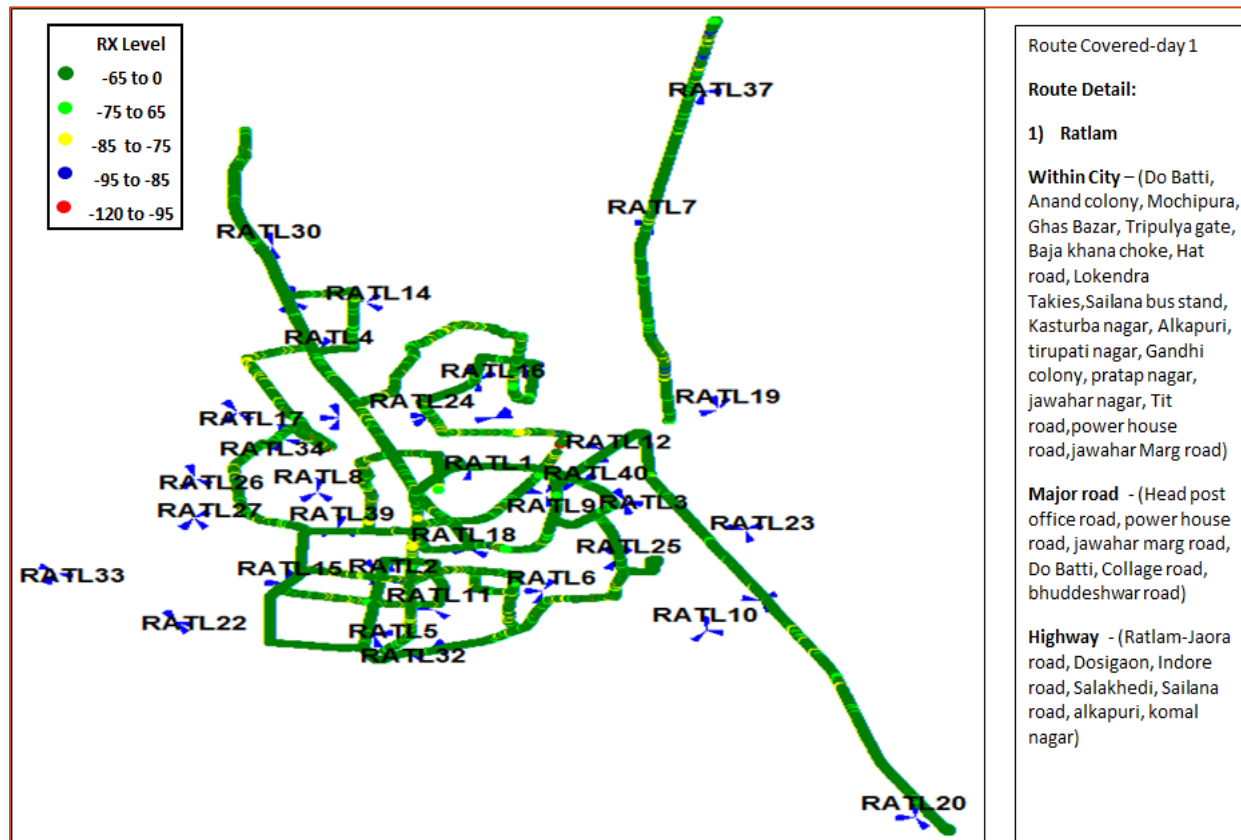 RX Level
-65 to 0
-75 to 65
-85 to -75
-95 to -85
-120 to -95
RATL37
RATL7
RATL30
RATL14
RATL4
RATL16
RATL24
RATL19
RATL17
RATL34
RATL12
RATL1
RATL40
RATL8
RATL26
RATL9
RATL3
RATL27
RATL39
RATL23
RATL18
RATL25
RATL33
RATL15
RATL2
RATL6
RATL11
RATL10
RATL22
RATL5
RATL32
RATL20
Route Covered-day 1
Route Detail:
1) Ratlam
Within City – (Do Batti,
Anand colony, Mochipura,
Ghas Bazar, Tripulya gate,
Baja khana choke, Hat
road, Lokendra
Takies,Sailana bus stand,
Kasturba nagar, Alkapuri,
tirupati nagar, Gandhi
colony, pratap nagar,
jawahar nagar, Tit
road,power house
road,jawahar Marg road)
Major road - (Head post
office road, power house
road, jawahar marg road,
Do Batti, Collage road,
bhuddeshwar road)
Highway - (Ratlam-Jaora
road, Dosigaon, Indore
road, Salakhedi, Sailana
road, alkapuri, komal
nagar)